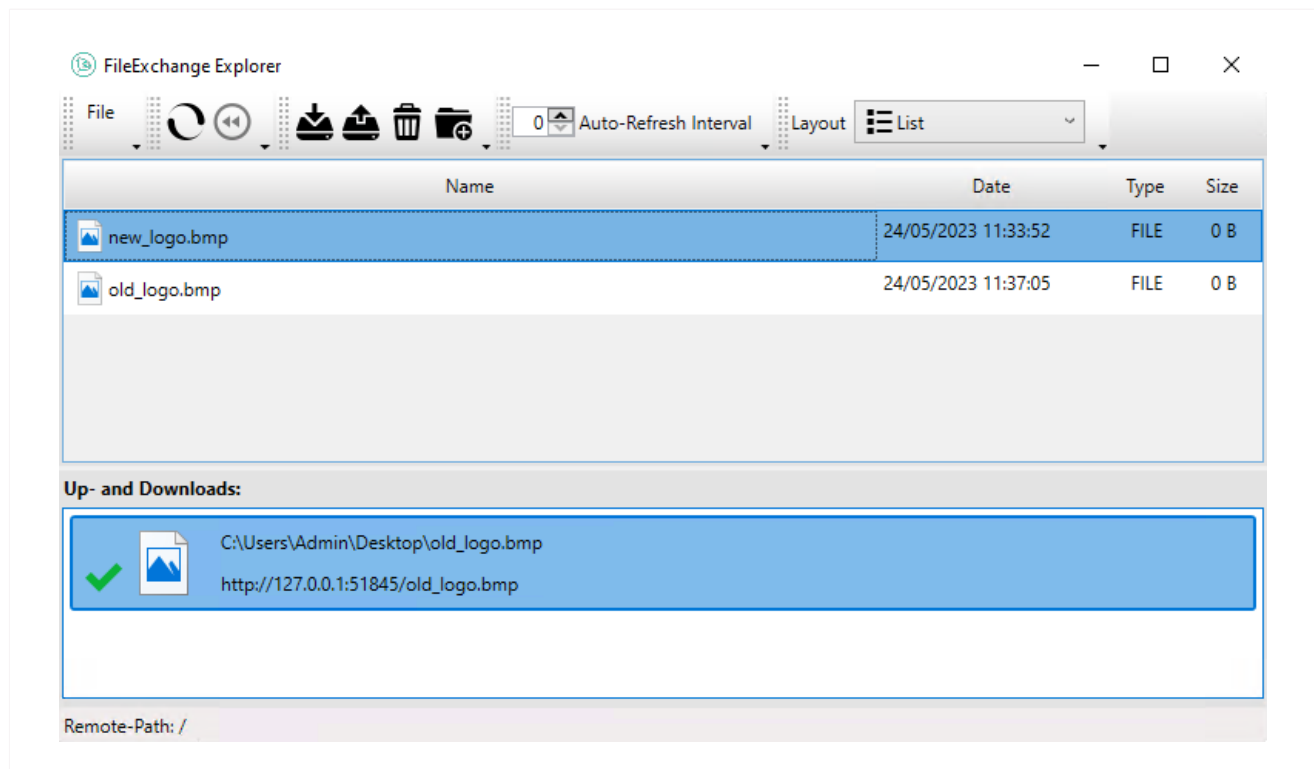 FileExchange Explorer
File 0 Auto-Refresh Interval Layout List
Name Date Type Size
new_logo.bmp 24/05/2023 11:33:52 FILE 0 B
old_logo.bmp 24/05/2023 11:37:05 FILE 0 B
Up- and Downloads:
C:\Users\Admin\Desktop\old_logo.bmp
http://127.0.0.1:51845/old_logo.bmp
Remote-Path: /